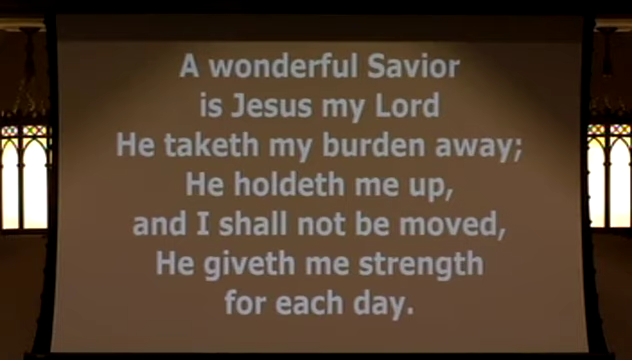 A wonderful Savior
is Jesus my Lord
He taketh my burden away;
He holdeth me up,
and I shall not be moved,
He giveth me strength
for each day.